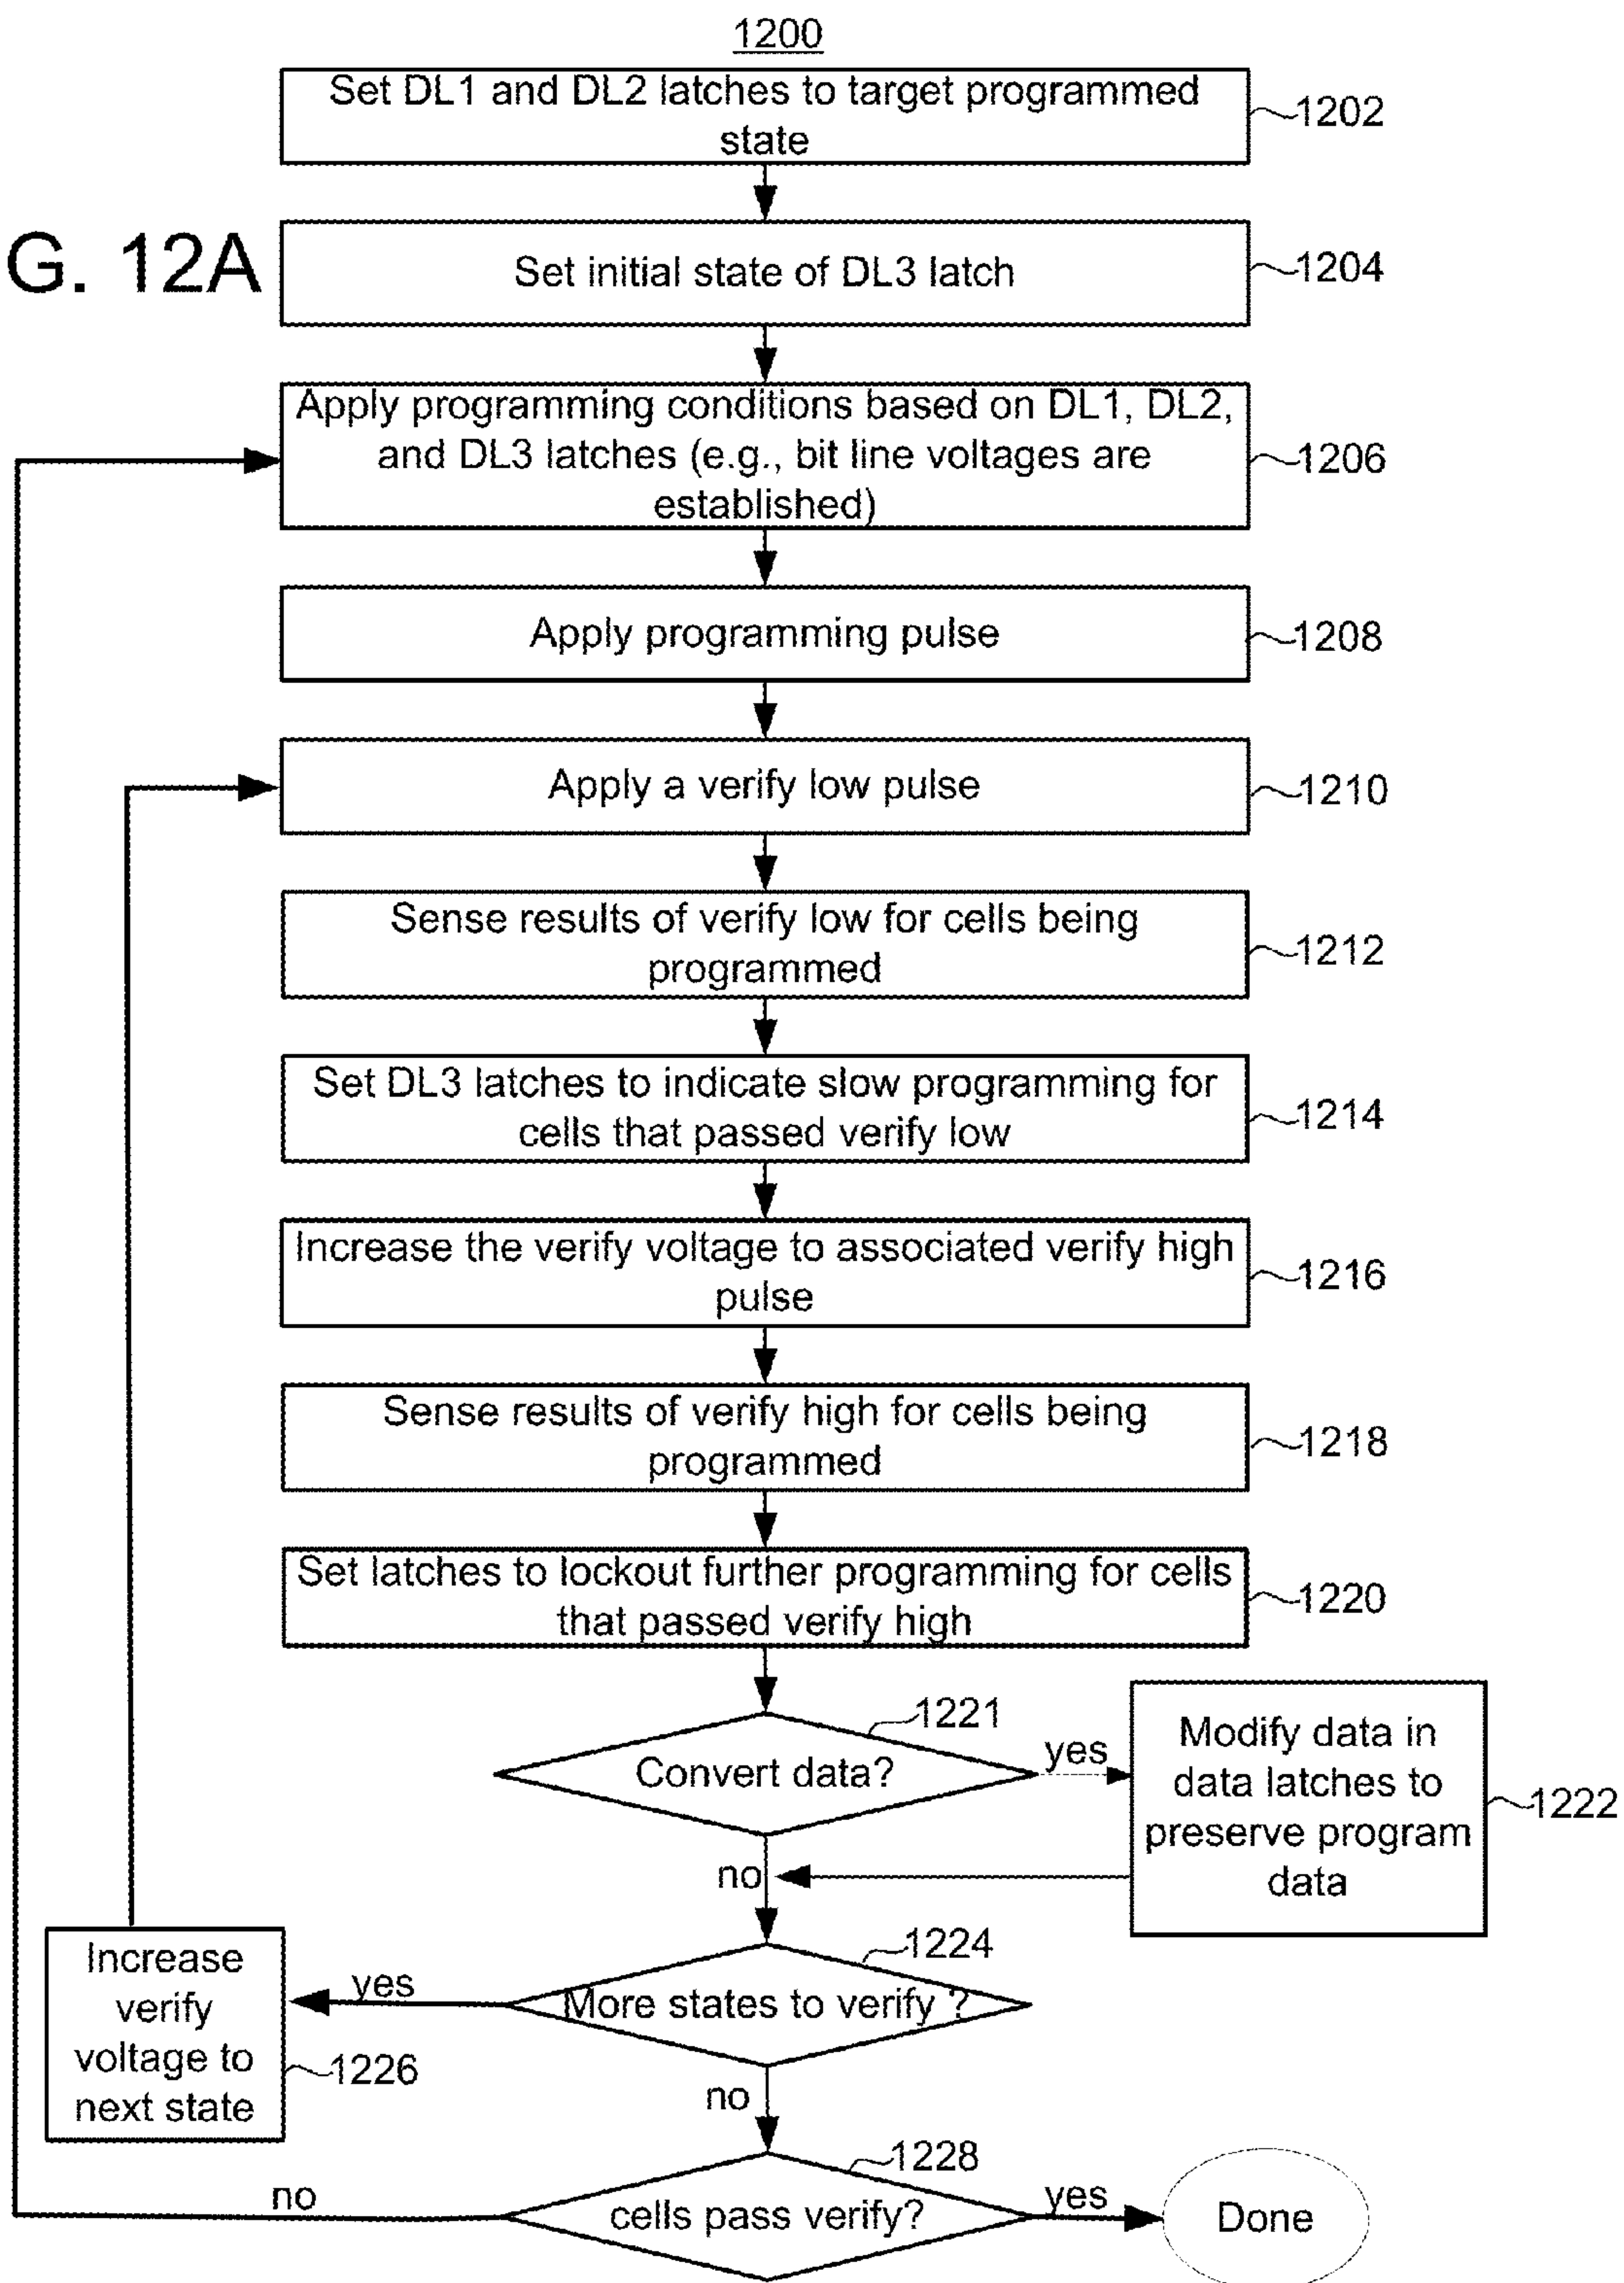 1200
Set DL1 and DL2 latches to target programmed
state
1202
G. 12A
Set initial state of DL3 latch
1204
Apply programming conditions based on DL1, DL2,
and DL3 latches (e.g., bit line voltages are
established)
1206
Apply programming pulse
1208
Apply a verify low pulse
1210
Sense results of verify low for cells being
programmed
1212
Set DL3 latches to indicate slow programming for
cells that passed verify low
1214
Increase the verify voltage to associated verify high
pulse
1216
Sense results of verify high for cells being
programmed
1218
Set latches to lockout further programming for cells
that passed verify high
1220
1221
Convert data?
yes
no
Modify data in
data latches to
preserve program
data
1222
1224
More states to verify ?
yes
no
Increase
verify
voltage to
next state
1226
1228
cells pass verify?
no
yes
Done